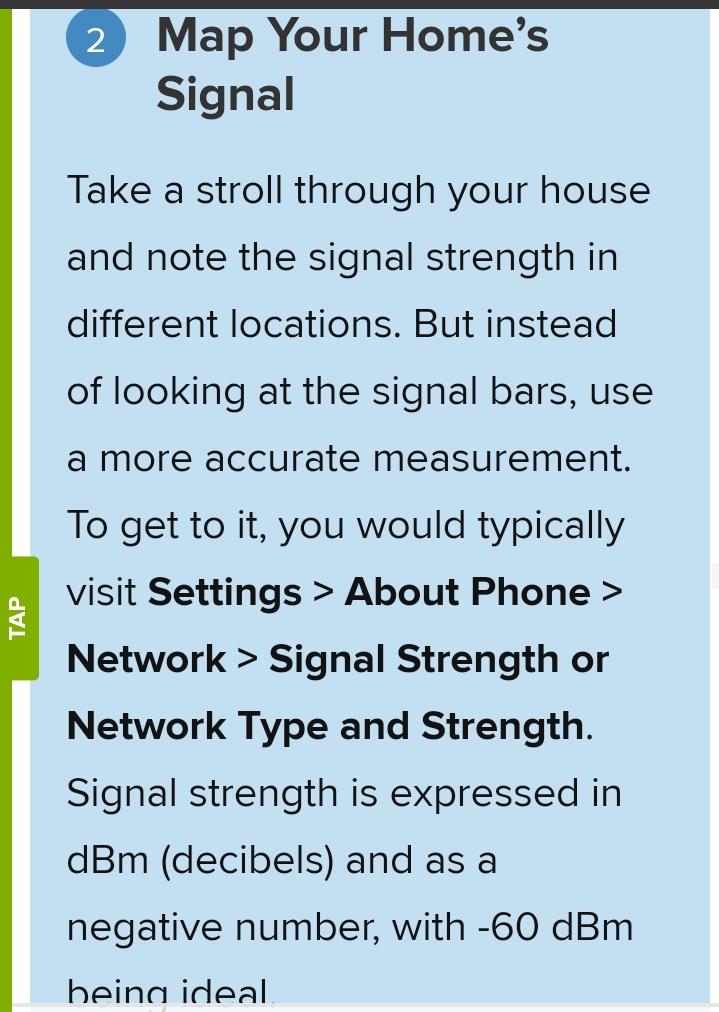 2
Map Your Home’s
Signal
Take a stroll through your house
and note the signal strength in
different locations. But instead
of looking at the signal bars, use
a more accurate measurement.
To get to it, you would typically
visit Settings > About Phone >
Network > Signal Strength or
Network Type and Strength.
Signal strength is expressed in
dBm (decibels) and as a
negative number, with -60 dBm
being ideal.
TAP